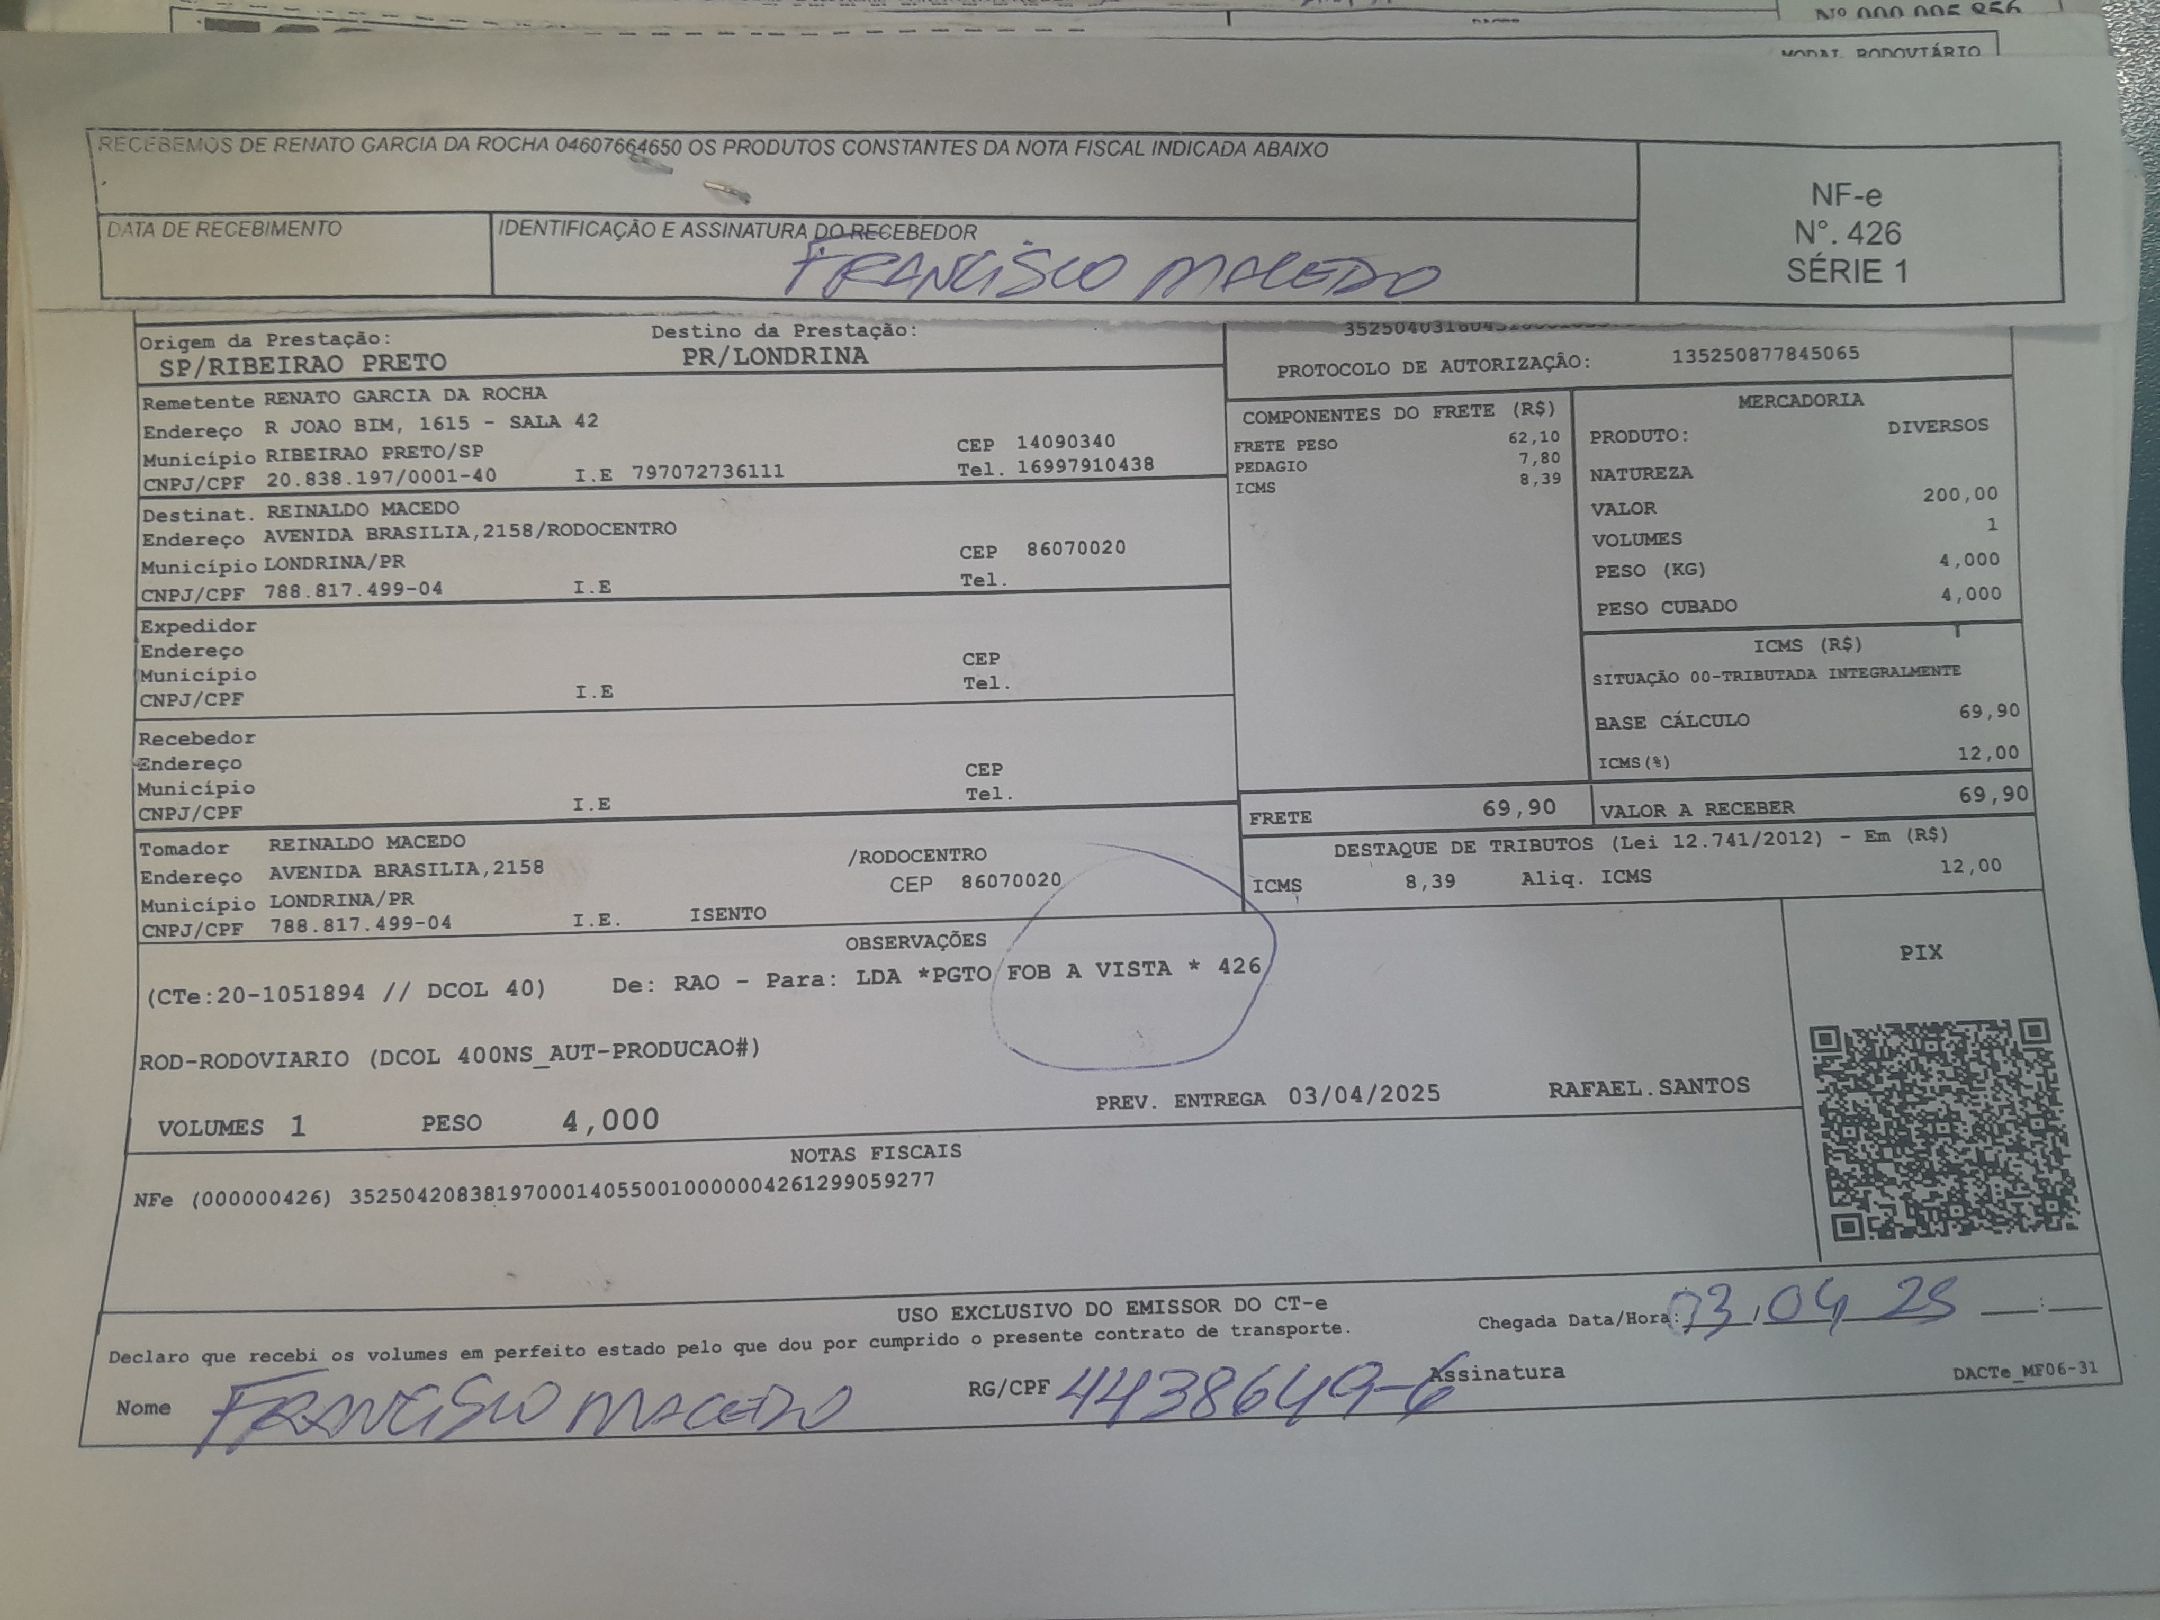 Nº 000.005.856
MODAL RODOVIÁRIO
RECEBEMOS DE RENATO GARCIA DA ROCHA 04607664650 OS PRODUTOS CONSTANTES DA NOTA FISCAL INDICADA ABAIXO
NF-e
N°. 426
SÉRIE 1
DATA DE RECEBIMENTO
IDENTIFICAÇÃO E ASSINATURA DO RECEBEDOR
FRANCISCO MACEDO
Origem da Prestação: Destino da Prestação:
SP/RIBEIRAO PRETO PR/LONDRINA
PROTOCOLO DE AUTORIZAÇÃO: 135250877845065
Remetente RENATO GARCIA DA ROCHA
Endereço R JOAO BIM, 1615 - SALA 42
Município RIBEIRAO PRETO/SP CEP 14090340
CNPJ/CPF 20.838.197/0001-40 I.E 797072736111 Tel. 16997910438
Destinat. REINALDO MACEDO
Endereço AVENIDA BRASILIA,2158/RODOCENTRO
Município LONDRINA/PR CEP 86070020
CNPJ/CPF 788.817.499-04 I.E Tel.
Expedidor
Endereço
Município CEP
CNPJ/CPF I.E Tel.
Recebedor
Endereço
Município CEP
CNPJ/CPF I.E Tel.
Tomador REINALDO MACEDO
Endereço AVENIDA BRASILIA,2158 /RODOCENTRO
Município LONDRINA/PR CEP 86070020
CNPJ/CPF 788.817.499-04 I.E. ISENTO
COMPONENTES DO FRETE (R$)
FRETE PESO 62,10
PEDAGIO 7,80
ICMS 8,39
MERCADORIA
PRODUTO: DIVERSOS
NATUREZA
VALOR 200,00
VOLUMES 1
PESO (KG) 4,000
PESO CUBADO 4,000
ICMS (R$)
SITUAÇÃO 00-TRIBUTADA INTEGRALMENTE
BASE CÁLCULO 69,90
ICMS(%) 12,00
FRETE 69,90 VALOR A RECEBER 69,90
DESTAQUE DE TRIBUTOS (Lei 12.741/2012) - Em (R$)
ICMS 8,39 Aliq. ICMS 12,00
OBSERVAÇÕES
(CTe:20-1051894 // DCOL 40) De: RAO - Para: LDA *PGTO FOB A VISTA * 426
PIX
ROD-RODOVIARIO (DCOL 400NS_AUT-PRODUCAO#)
VOLUMES 1 PESO 4,000 PREV. ENTREGA 03/04/2025 RAFAEL.SANTOS
NOTAS FISCAIS
NFe (000000426) 35250420838197000140550010000004261299059277
USO EXCLUSIVO DO EMISSOR DO CT-e
Declaro que recebi os volumes em perfeito estado pelo que dou por cumprido o presente contrato de transporte.
Chegada Data/Hora: 03/04 25 __:__
Nome FRANCISCO MACEDO RG/CPF 4438649-6 Assinatura
DACTe_MF06-31